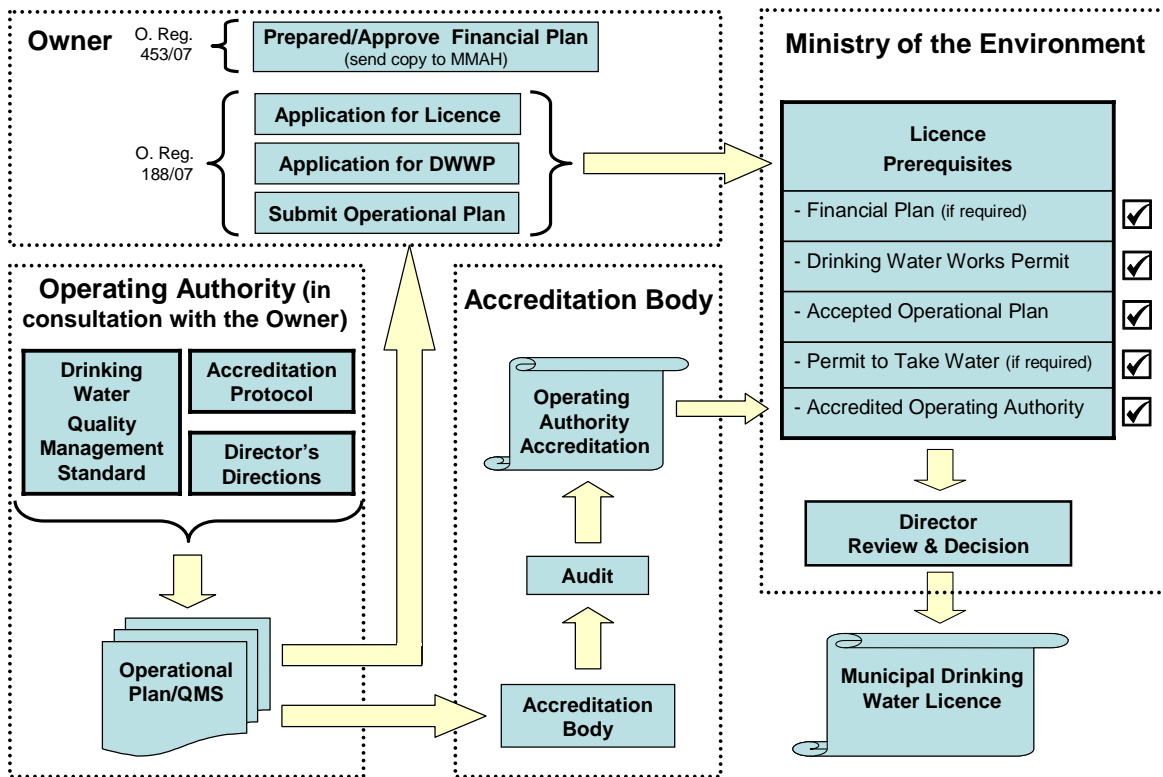 Owner
O. Reg.
453/07
Prepared/Approve Financial Plan
(send copy to MMAH)
O. Reg.
188/07
Application for Licence
Application for DWWP
Submit Operational Plan
Ministry of the Environment
Licence
Prerequisites
- Financial Plan (if required)
- Drinking Water Works Permit
- Accepted Operational Plan
- Permit to Take Water (if required)
- Accredited Operating Authority
Director
Review & Decision
Municipal Drinking
Water Licence
Operating Authority (in
consultation with the Owner)
Drinking
Water
Quality
Management
Standard
Accreditation
Protocol
Director's
Directions
Operational
Plan/QMS
Accreditation Body
Operating
Authority
Accreditation
Audit
Accreditation
Body